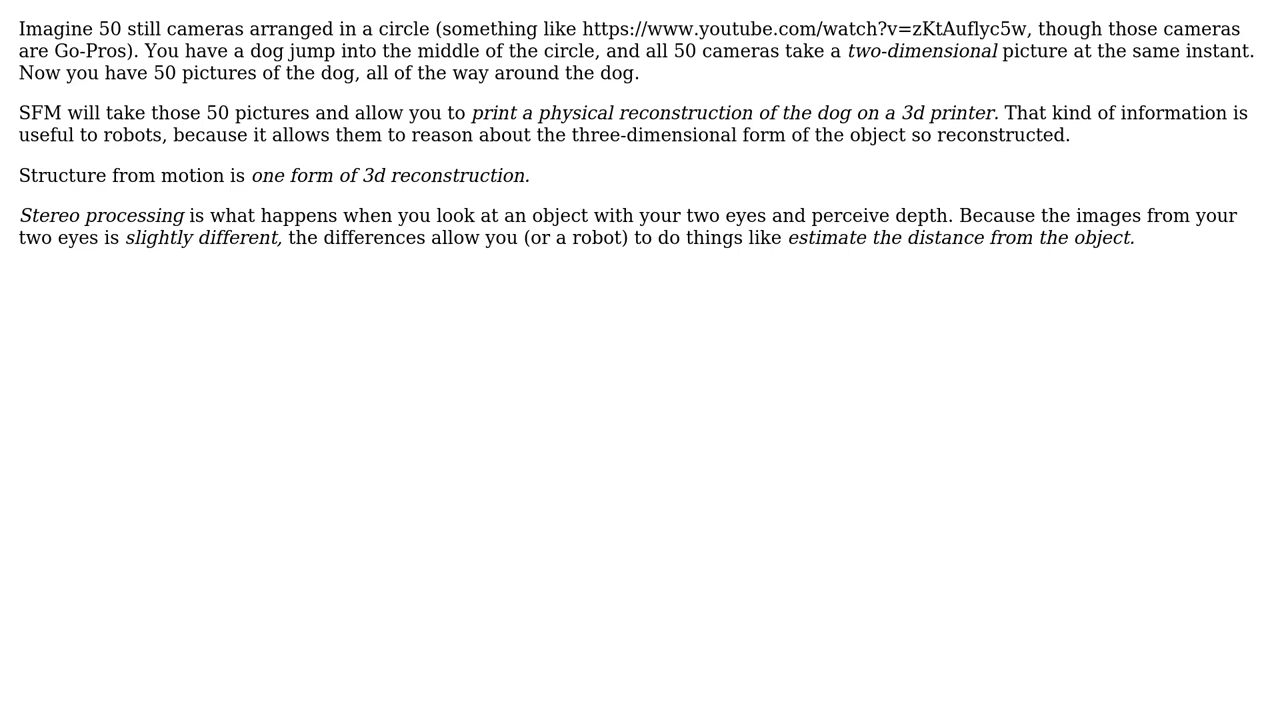 Imagine 50 still cameras arranged in a circle (something like https://www.youtube.com/watch?v=zKtAuflyc5w, though those cameras
are Go-Pros). You have a dog jump into the middle of the circle, and all 50 cameras take a two-dimensional picture at the same instant.
Now you have 50 pictures of the dog, all of the way around the dog.
SFM will take those 50 pictures and allow you to print a physical reconstruction of the dog on a 3d printer. That kind of information is
useful to robots, because it allows them to reason about the three-dimensional form of the object so reconstructed.
Structure from motion is one form of 3d reconstruction.
Stereo processing is what happens when you look at an object with your two eyes and perceive depth. Because the images from your
two eyes is slightly different, the differences allow you (or a robot) to do things like estimate the distance from the object.